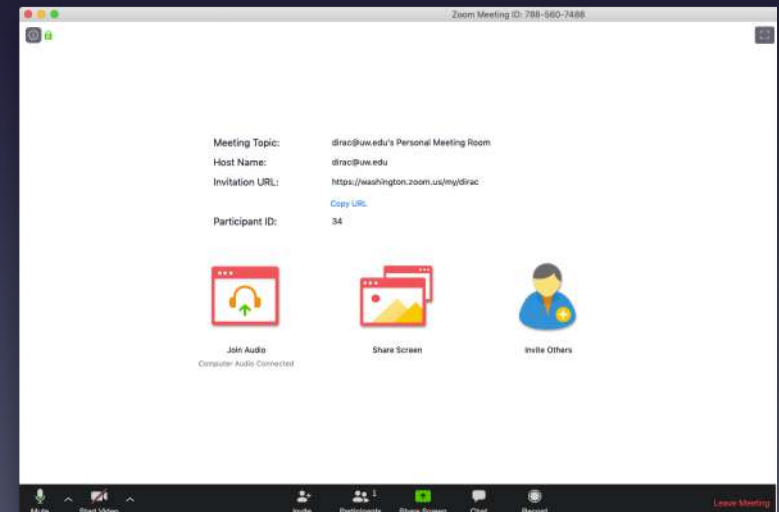 Zoom Meeting ID: 788-560-7488
Meeting Topic: dirac@uw.edu's Personal Meeting Room
Host Name: dirac@uw.edu
Invitation URL: https://washington.zoom.us/my/dirac
Copy URL
Participant ID: 34
Join Audio Share Screen Invite Others
Computer Audio Connected
1
Mute Start Video Invite Participants Share Screen Chat Record Leave Meeting